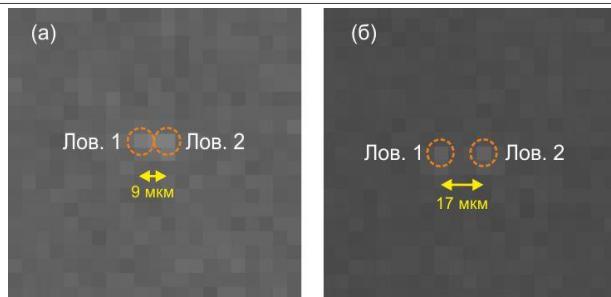 (а)
Лов. 1 Лов. 2
9 мкм
(б)
Лов. 1 Лов. 2
17 мкм